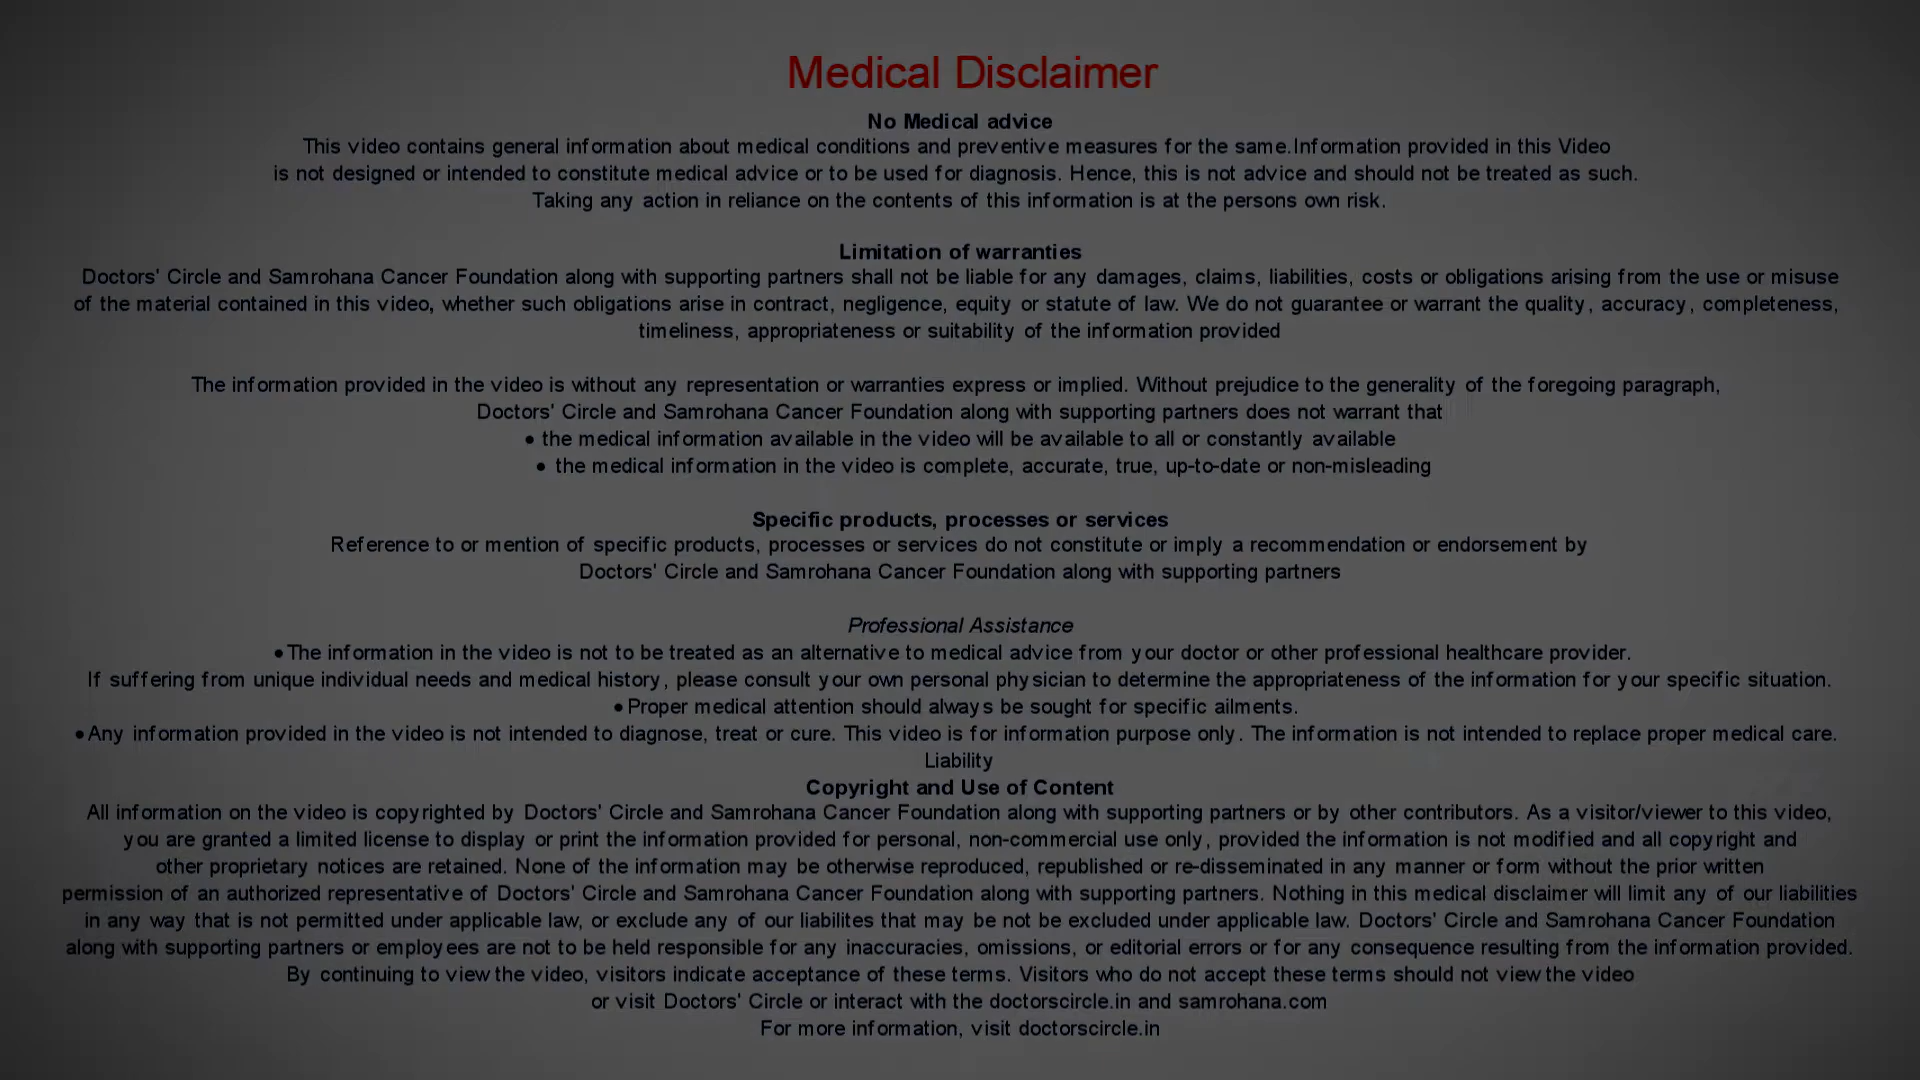 Medical Disclaimer
No Medical advice
This video contains general information about medical conditions and preventive measures for the same.Information provided in this Video
is not designed or intended to constitute medical advice or to be used for diagnosis. Hence, this is not advice and should not be treated as such.
Taking any action in reliance on the contents of this information is at the persons own risk.
Limitation of warranties
Doctors' Circle and Samrohana Cancer Foundation along with supporting partners shall not be liable for any damages, claims, liabilities, costs or obligations arising from the use or misuse
of the material contained in this video, whether such obligations arise in contract, negligence, equity or statute of law. We do not guarantee or warrant the quality, accuracy, completeness,
timeliness, appropriateness or suitability of the information provided
The information provided in the video is without any representation or warranties express or implied. Without prejudice to the generality of the foregoing paragraph,
Doctors' Circle and Samrohana Cancer Foundation along with supporting partners does not warrant that
• the medical information available in the video will be available to all or constantly available
• the medical information in the video is complete, accurate, true, up-to-date or non-misleading
Specific products, processes or services
Reference to or mention of specific products, processes or services do not constitute or imply a recommendation or endorsement by
Doctors' Circle and Samrohana Cancer Foundation along with supporting partners
Professional Assistance
•The information in the video is not to be treated as an alternative to medical advice from your doctor or other professional healthcare provider.
If suffering from unique individual needs and medical history, please consult your own personal physician to determine the appropriateness of the information for your specific situation.
•Proper medical attention should always be sought for specific ailments.
•Any information provided in the video is not intended to diagnose, treat or cure. This video is for information purpose only. The information is not intended to replace proper medical care.
Liability
Copyright and Use of Content
All information on the video is copyrighted by Doctors' Circle and Samrohana Cancer Foundation along with supporting partners or by other contributors. As a visitor/viewer to this video,
you are granted a limited license to display or print the information provided for personal, non-commercial use only, provided the information is not modified and all copyright and
other proprietary notices are retained. None of the information may be otherwise reproduced, republished or re-disseminated in any manner or form without the prior written
permission of an authorized representative of Doctors' Circle and Samrohana Cancer Foundation along with supporting partners. Nothing in this medical disclaimer will limit any of our liabilities
in any way that is not permitted under applicable law, or exclude any of our liabilites that may be not be excluded under applicable law. Doctors' Circle and Samrohana Cancer Foundation
along with supporting partners or employees are not to be held responsible for any inaccuracies, omissions, or editorial errors or for any consequence resulting from the information provided.
By continuing to view the video, visitors indicate acceptance of these terms. Visitors who do not accept these terms should not view the video
or visit Doctors' Circle or interact with the doctorscircle.in and samrohana.com
For more information, visit doctorscircle.in